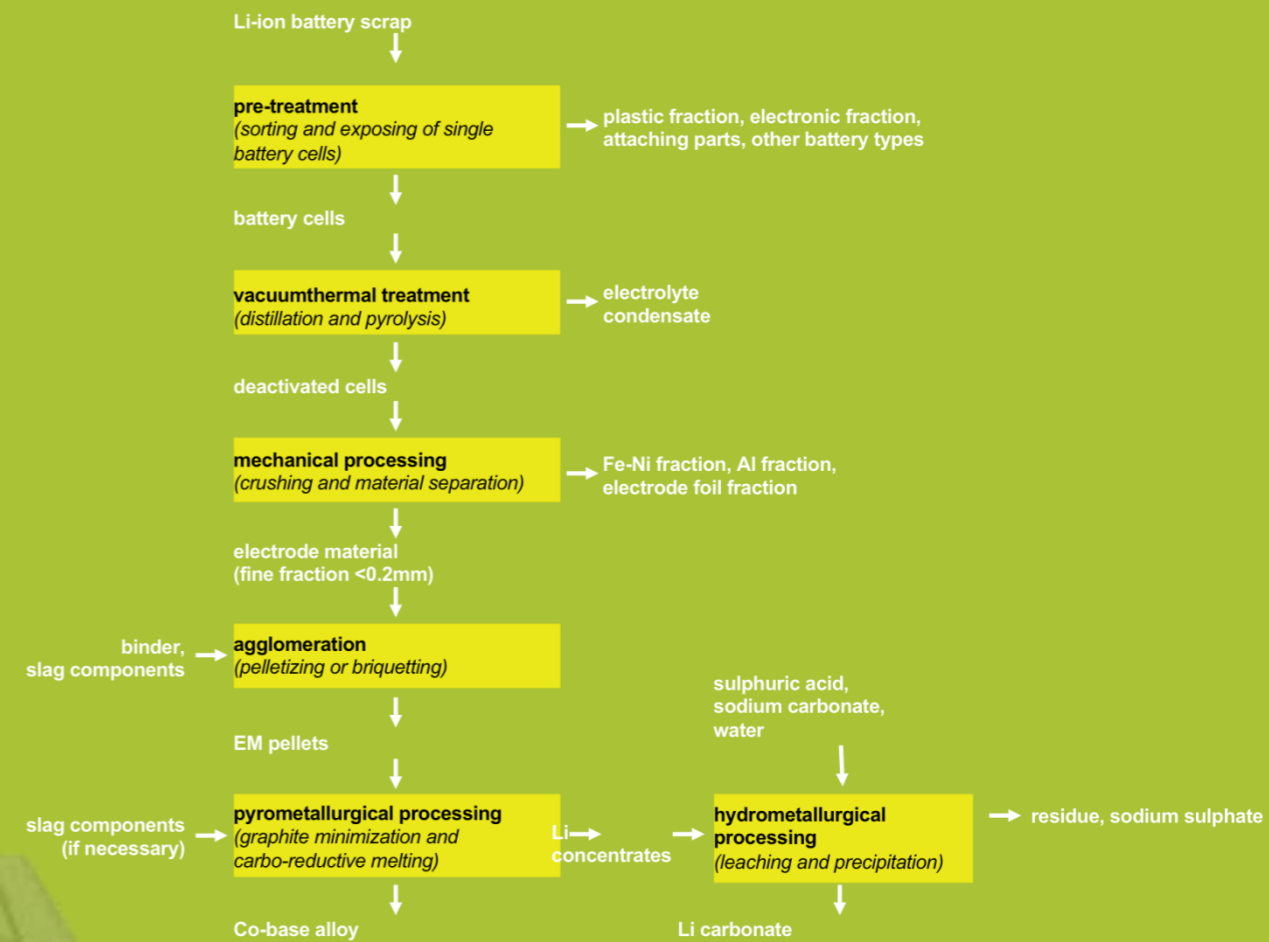 Li-ion battery scrap
pre-treatment
(sorting and exposing of single
battery cells)
plastic fraction, electronic fraction,
attaching parts, other battery types
battery cells
vacuumthermal treatment
(distillation and pyrolysis)
electrolyte
condensate
deactivated cells
mechanical processing
(crushing and material separation)
Fe-Ni fraction, Al fraction,
electrode foil fraction
electrode material
(fine fraction <0.2mm)
binder,
slag components
agglomeration
(pelletizing or briquetting)
EM pellets
sulphuric acid,
sodium carbonate,
water
slag components
(if necessary)
pyrometallurgical processing
(graphite minimization and
carbo-reductive melting)
Li
concentrates
hydrometallurgical
processing
(leaching and precipitation)
residue, sodium sulphate
Co-base alloy
Li carbonate